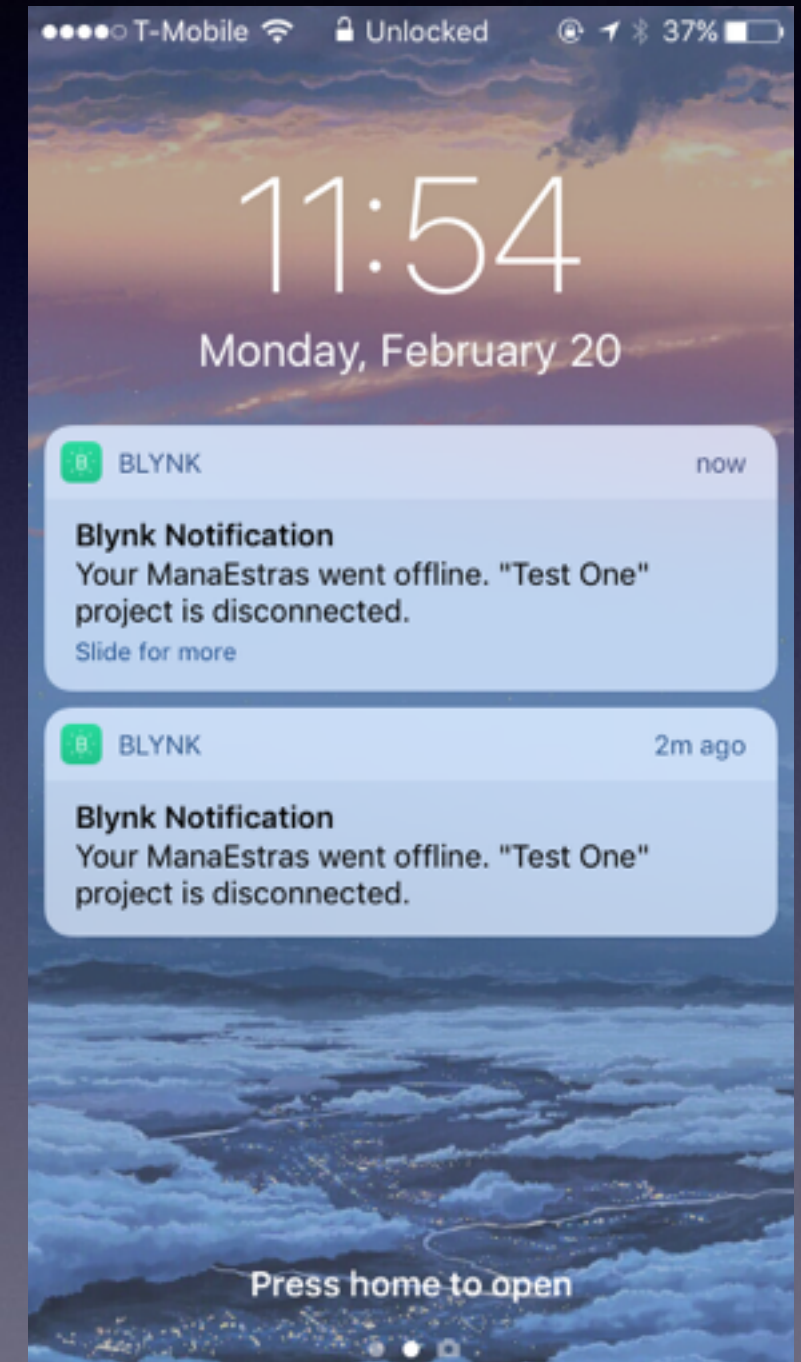 T-Mobile Unlocked 37%
11:54
Monday, February 20
BLYNK now
Blynk Notification
Your ManaEstras went offline. "Test One"
project is disconnected.
Slide for more
BLYNK 2m ago
Blynk Notification
Your ManaEstras went offline. "Test One"
project is disconnected.
Press home to open